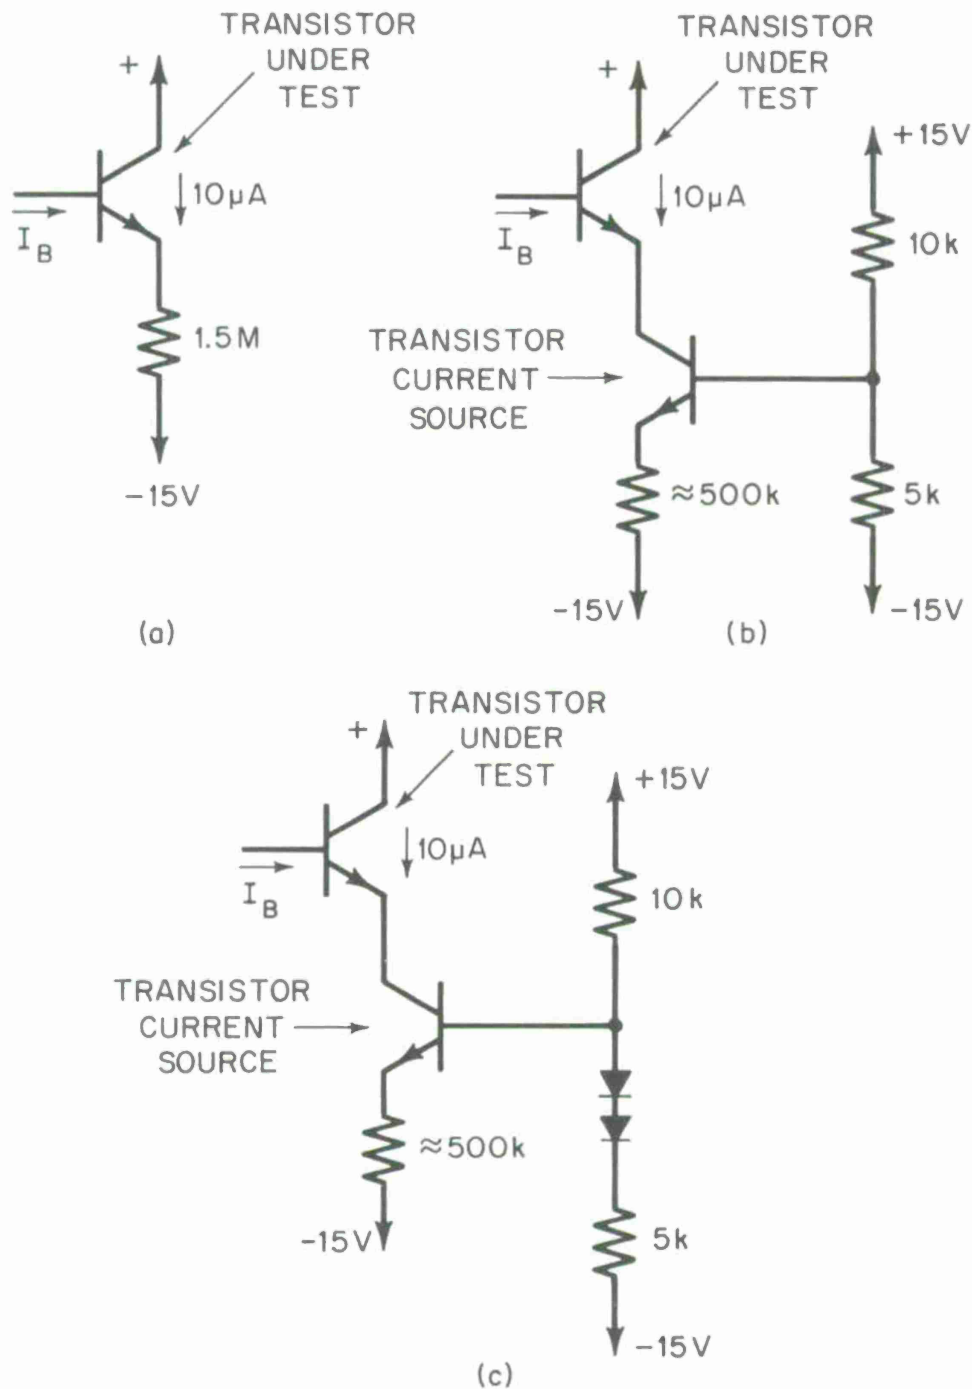 TRANSISTOR
UNDER
TEST
+
10µA
I_B
1.5M
-15V
(a)
TRANSISTOR
UNDER
TEST
+
+15V
10µA
I_B
10k
TRANSISTOR
CURRENT
SOURCE
≈500k
5k
-15V
-15V
(b)
TRANSISTOR
UNDER
TEST
+
+15V
10µA
I_B
10k
TRANSISTOR
CURRENT
SOURCE
≈500k
-15V
5k
-15V
(c)